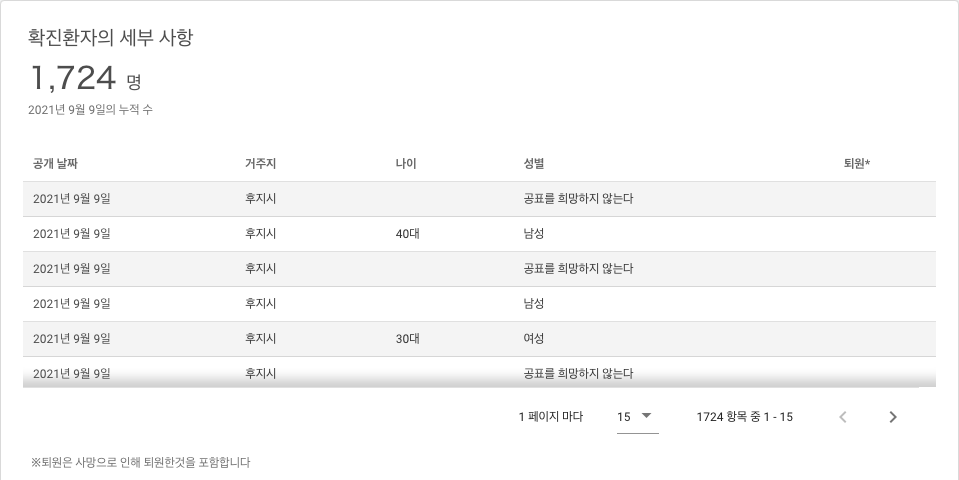 확진환자의 세부 사항
1,724 명
2021년 9월 9일의 누적 수
공개 날짜 거주지 나이 성별 퇴원*
2021년 9월 9일 후지시 공표를 희망하지 않는다
2021년 9월 9일 후지시 40대 남성
2021년 9월 9일 후지시 공표를 희망하지 않는다
2021년 9월 9일 후지시 남성
2021년 9월 9일 후지시 30대 여성
2021년 9월 9일 후지시 공표를 희망하지 않는다
1 페이지 마다 15 1724 항목 중 1 - 15
※퇴원은 사망으로 인해 퇴원한것을 포함합니다